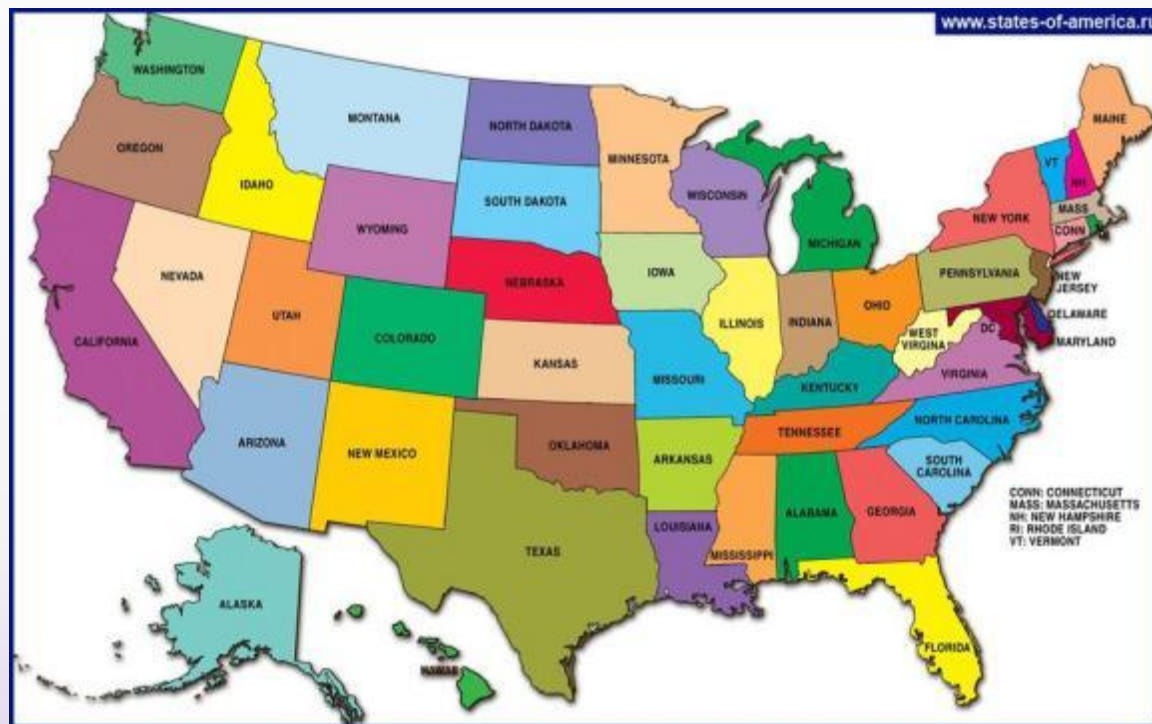 www.states-of-america.ru
WASHINGTON
MONTANA
NORTH DAKOTA
MINNESOTA
MAINE
OREGON
IDAHO
VT
NH
SOUTH DAKOTA
WISCONSIN
WYOMING
MICHIGAN
NEW YORK
MASS
CONN
IOWA
NEBRASKA
PENNSYLVANIA
NEVADA
UTAH
ILLINOIS
INDIANA
OHIO
NEW
JERSEY
DELAWARE
DC
MARYLAND
CALIFORNIA
COLORADO
KANSAS
MISSOURI
WEST
VIRGINA
VIRGINIA
KENTUCKY
ARIZONA
NEW MEXICO
OKLAHOMA
ARKANSAS
TENNESSEE
NORTH CAROLINA
SOUTH
CAROLINA
TEXAS
LOUISIANA
MISSISSIPPI
ALABAMA
GEORGIA
CONN: CONNECTICUT
MASS: MASSACHUSETTS
NH: NEW HAMPSHIRE
RI: RHODE ISLAND
VT: VERMONT
ALASKA
HAWAII
FLORIDA